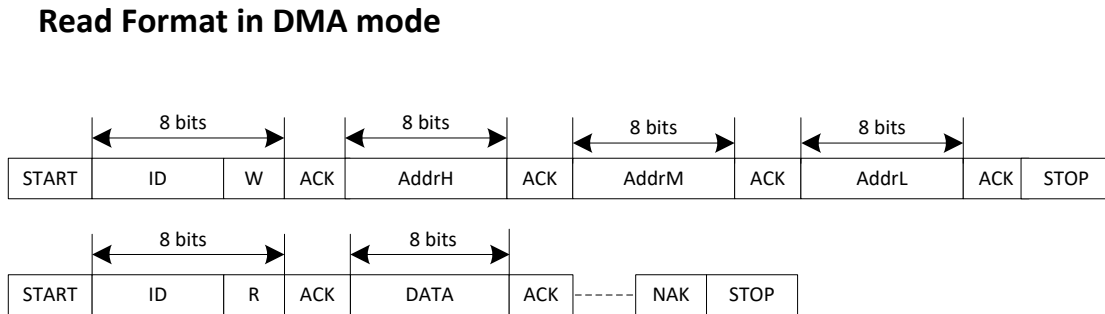 Read Format in DMA mode
8 bits 8 bits 8 bits 8 bits
START ID W ACK AddrH ACK AddrM ACK AddrL ACK STOP
8 bits 8 bits
START ID R ACK DATA ACK NAK STOP